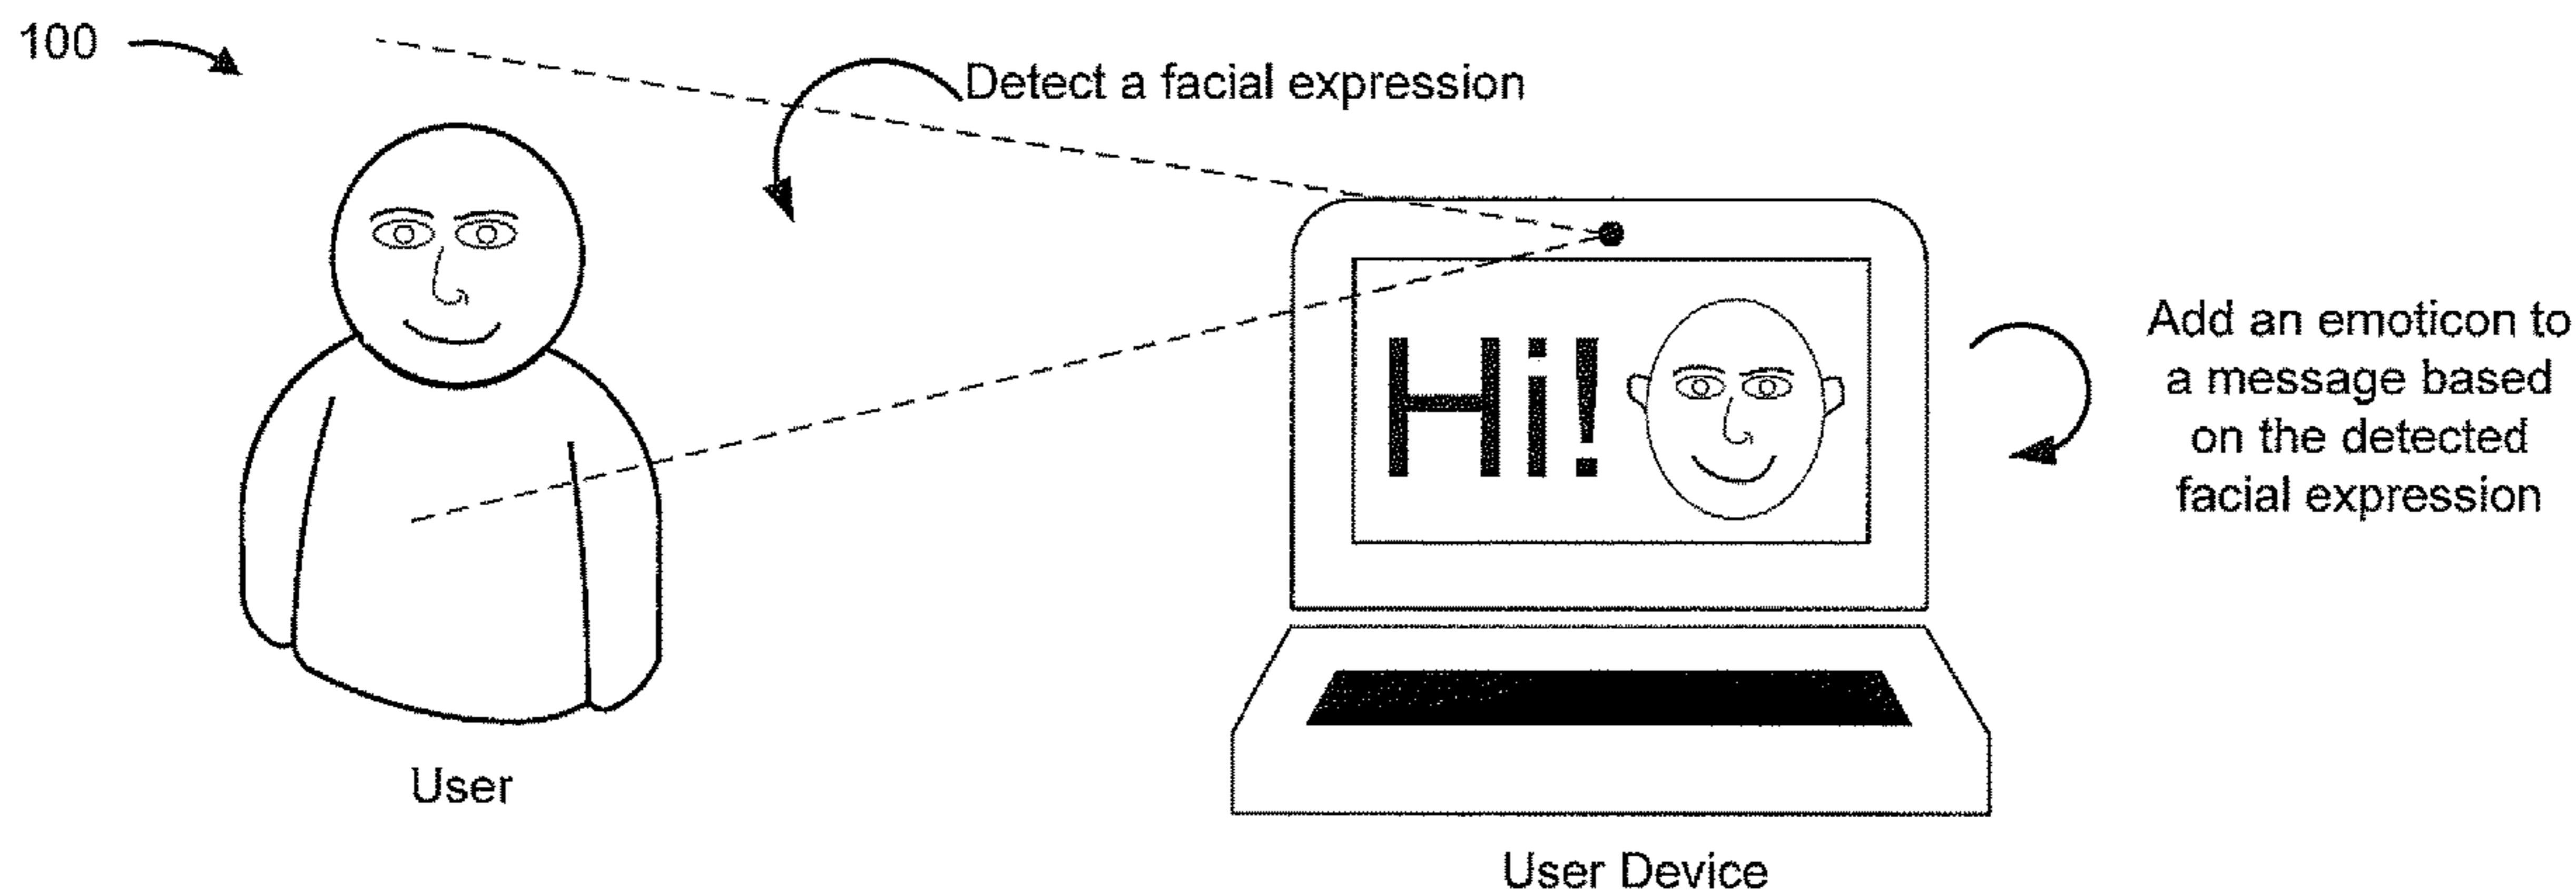 100
Detect a facial expression
Hi!
Add an emoticon to
a message based
on the detected
facial expression
User
User Device